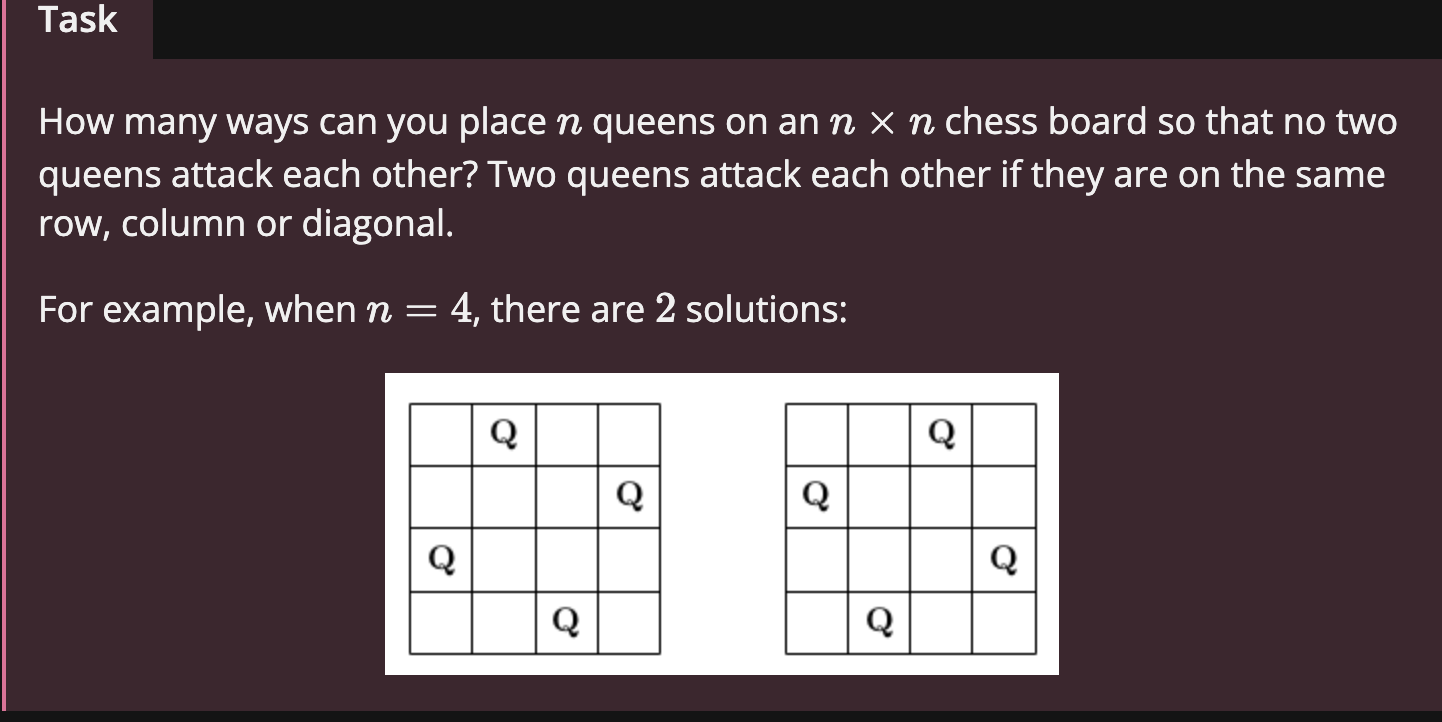 Task
How many ways can you place n queens on an n × n chess board so that no two
queens attack each other? Two queens attack each other if they are on the same
row, column or diagonal.
For example, when n = 4, there are 2 solutions:
Q Q
Q Q
Q Q
Q Q